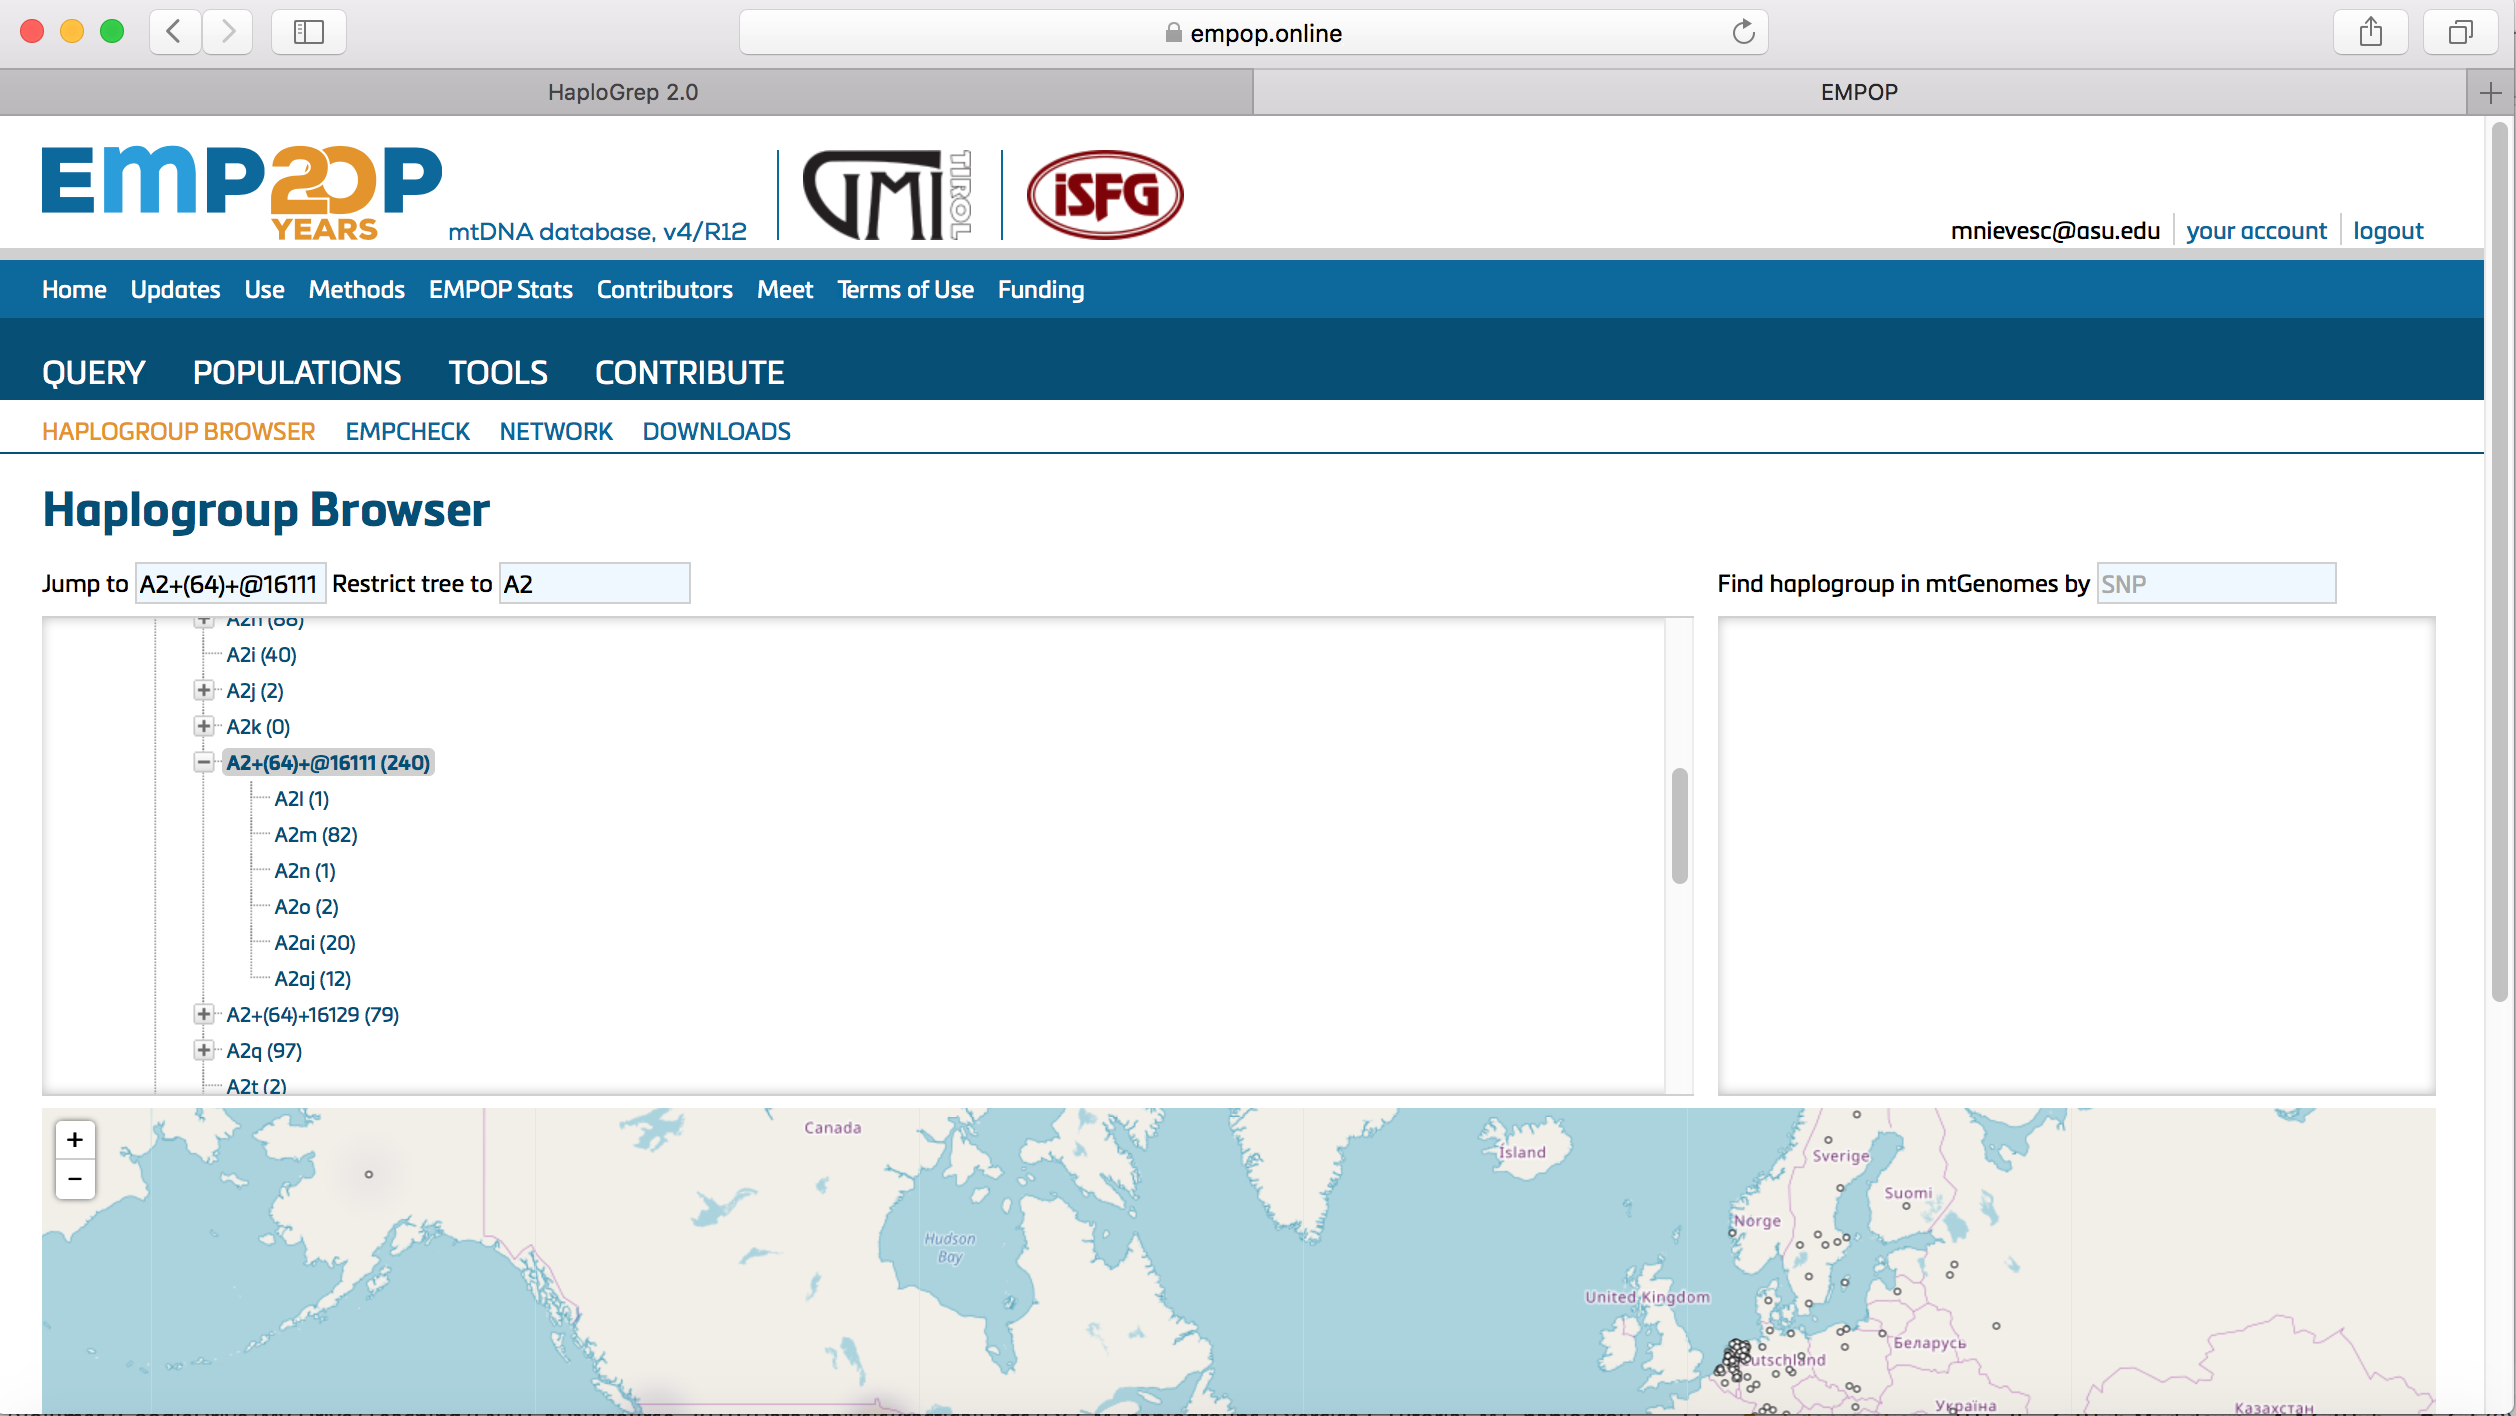 empop.online
HaploGrep 2.0
EMPOP
EMPOP 20 YEARS
mtDNA database, v4/R12
GMI TIROL
iSFG
mnievesc@asu.edu your account logout
Home Updates Use Methods EMPOP Stats Contributors Meet Terms of Use Funding
QUERY POPULATIONS TOOLS CONTRIBUTE
HAPLOGROUP BROWSER EMPCHECK NETWORK DOWNLOADS
Haplogroup Browser
Jump to A2+(64)+@16111 Restrict tree to A2
Find haplogroup in mtGenomes by SNP
A2h (88)
A2i (40)
A2j (2)
A2k (0)
A2+(64)+@16111 (240)
A2l (1)
A2m (82)
A2n (1)
A2o (2)
A2ai (20)
A2aj (12)
A2+(64)+16129 (79)
A2q (97)
A2t (2)
+
−
Canada
Hudson
Bay
Ísland
Sverige
Suomi
Norge
United Kingdom
Беларусь
Україна
Казахстан